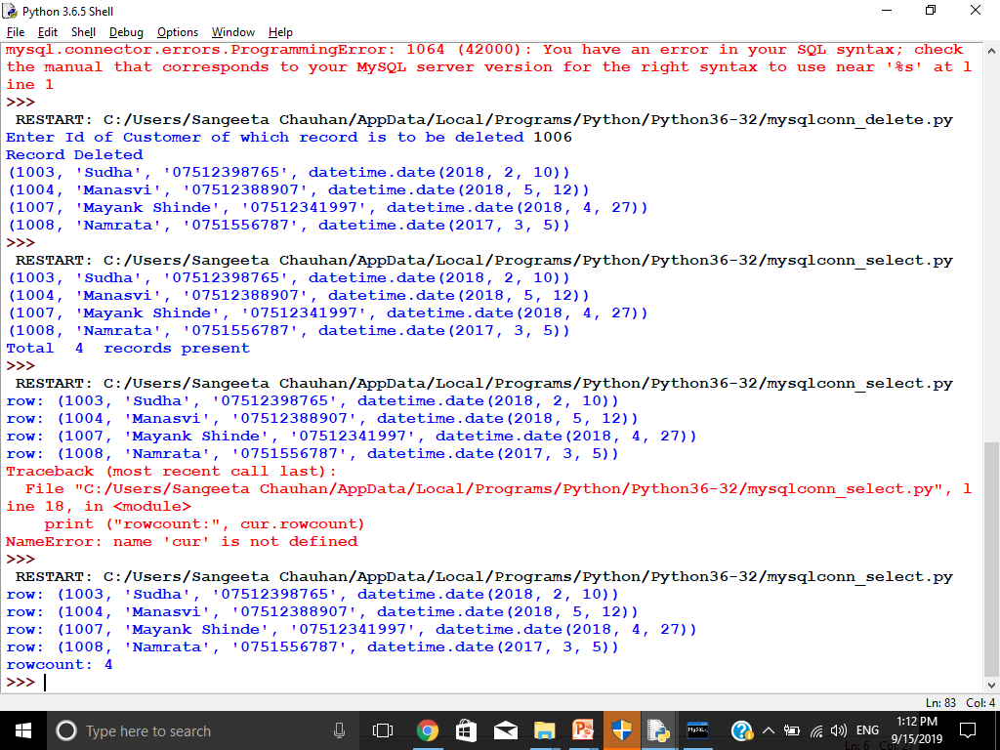 Python 3.6.5 Shell
File Edit Shell Debug Options Window Help
mysql.connector.errors.ProgrammingError: 1064 (42000): You have an error in your SQL syntax; check
the manual that corresponds to your MySQL server version for the right syntax to use near '%s' at l
ine 1
>>>
RESTART: C:/Users/Sangeeta Chauhan/AppData/Local/Programs/Python/Python36-32/mysqlconn_delete.py
Enter Id of Customer of which record is to be deleted 1006
Record Deleted
(1003, 'Sudha', '07512398765', datetime.date(2018, 2, 10))
(1004, 'Manasvi', '07512388907', datetime.date(2018, 5, 12))
(1007, 'Mayank Shinde', '07512341997', datetime.date(2018, 4, 27))
(1008, 'Namrata', '0751556787', datetime.date(2017, 3, 5))
>>>
RESTART: C:/Users/Sangeeta Chauhan/AppData/Local/Programs/Python/Python36-32/mysqlconn_select.py
(1003, 'Sudha', '07512398765', datetime.date(2018, 2, 10))
(1004, 'Manasvi', '07512388907', datetime.date(2018, 5, 12))
(1007, 'Mayank Shinde', '07512341997', datetime.date(2018, 4, 27))
(1008, 'Namrata', '0751556787', datetime.date(2017, 3, 5))
Total  4  records present
>>>
RESTART: C:/Users/Sangeeta Chauhan/AppData/Local/Programs/Python/Python36-32/mysqlconn_select.py
row: (1003, 'Sudha', '07512398765', datetime.date(2018, 2, 10))
row: (1004, 'Manasvi', '07512388907', datetime.date(2018, 5, 12))
row: (1007, 'Mayank Shinde', '07512341997', datetime.date(2018, 4, 27))
row: (1008, 'Namrata', '0751556787', datetime.date(2017, 3, 5))
Traceback (most recent call last):
File "C:/Users/Sangeeta Chauhan/AppData/Local/Programs/Python/Python36-32/mysqlconn_select.py", l
ine 18, in <module>
print ("rowcount:", cur.rowcount)
NameError: name 'cur' is not defined
>>>
RESTART: C:/Users/Sangeeta Chauhan/AppData/Local/Programs/Python/Python36-32/mysqlconn_select.py
row: (1003, 'Sudha', '07512398765', datetime.date(2018, 2, 10))
row: (1004, 'Manasvi', '07512388907', datetime.date(2018, 5, 12))
row: (1007, 'Mayank Shinde', '07512341997', datetime.date(2018, 4, 27))
row: (1008, 'Namrata', '0751556787', datetime.date(2017, 3, 5))
rowcount: 4
>>>
Ln: 83 Col: 4
Type here to search
ENG
1:12 PM
9/15/2019